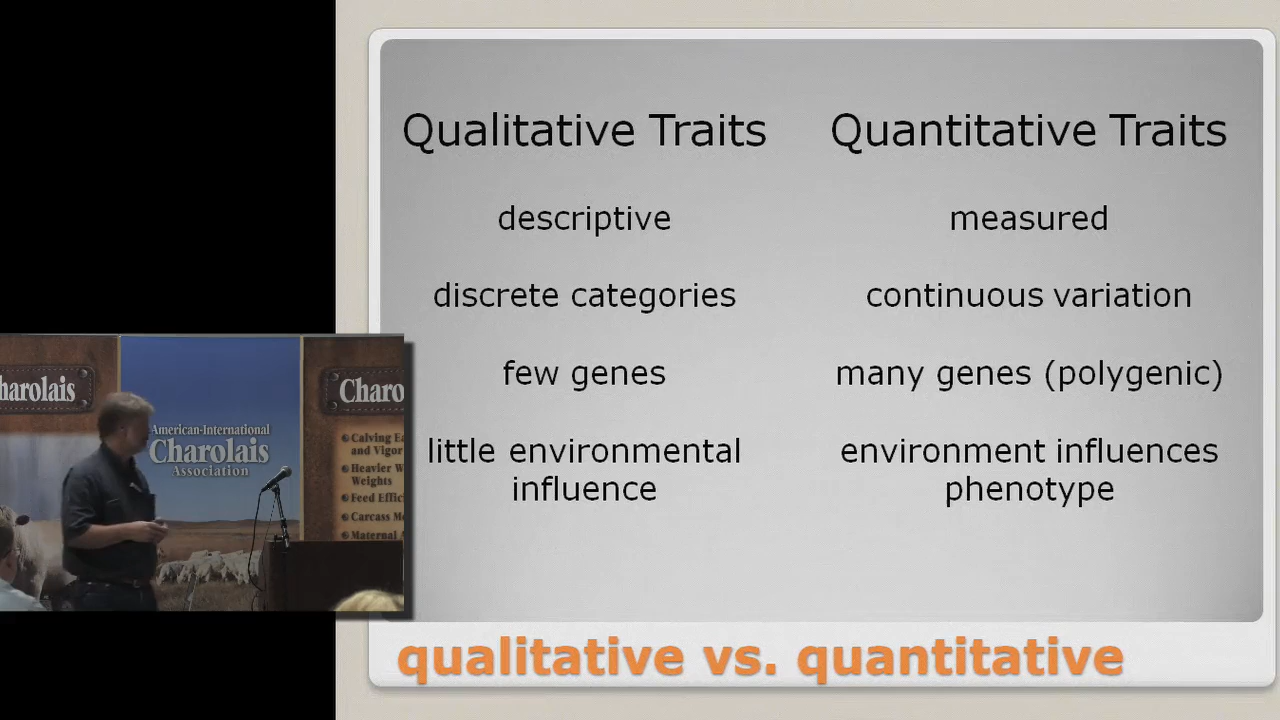 Qualitative Traits
descriptive
discrete categories
few genes
little environmental
influence
Quantitative Traits
measured
continuous variation
many genes (polygenic)
environment influences
phenotype
qualitative vs. quantitative
harolais
American-International
Charolais
Association
Charo
Calving Ea
and Vigor
Heavier W
Weights
Feed Effic
Carcass Me
Maternal A